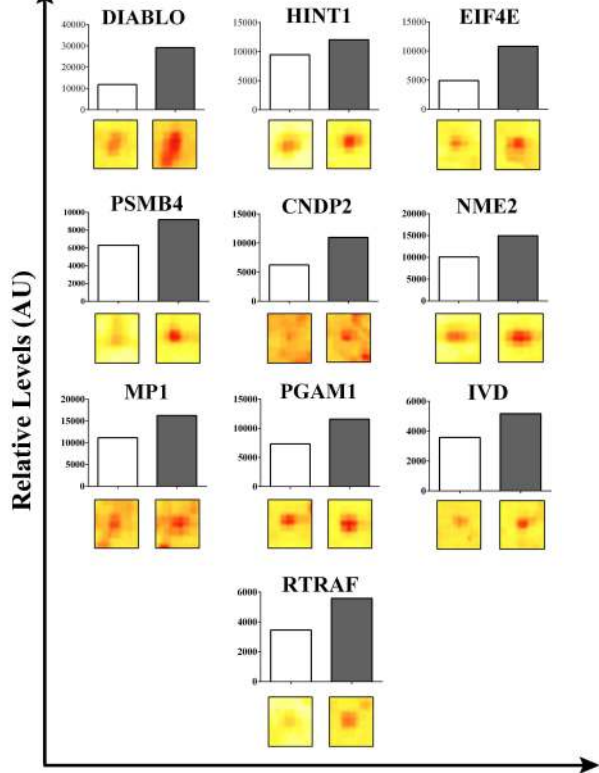 DIABLO HINT1 EIF4E
40000 15000 15000
30000 10000 10000
20000 5000 5000
10000 0 0
0
PSMB4 CNDP2 NME2
10000 15000 20000
8000 10000 15000
6000 5000 10000
4000 0 5000
2000 0
0
Relative Levels (AU)
MP1 PGAM1 IVD
20000 15000 6000
15000 10000 4000
10000 5000 2000
5000 0 0
0
RTRAF
6000
4000
2000
0